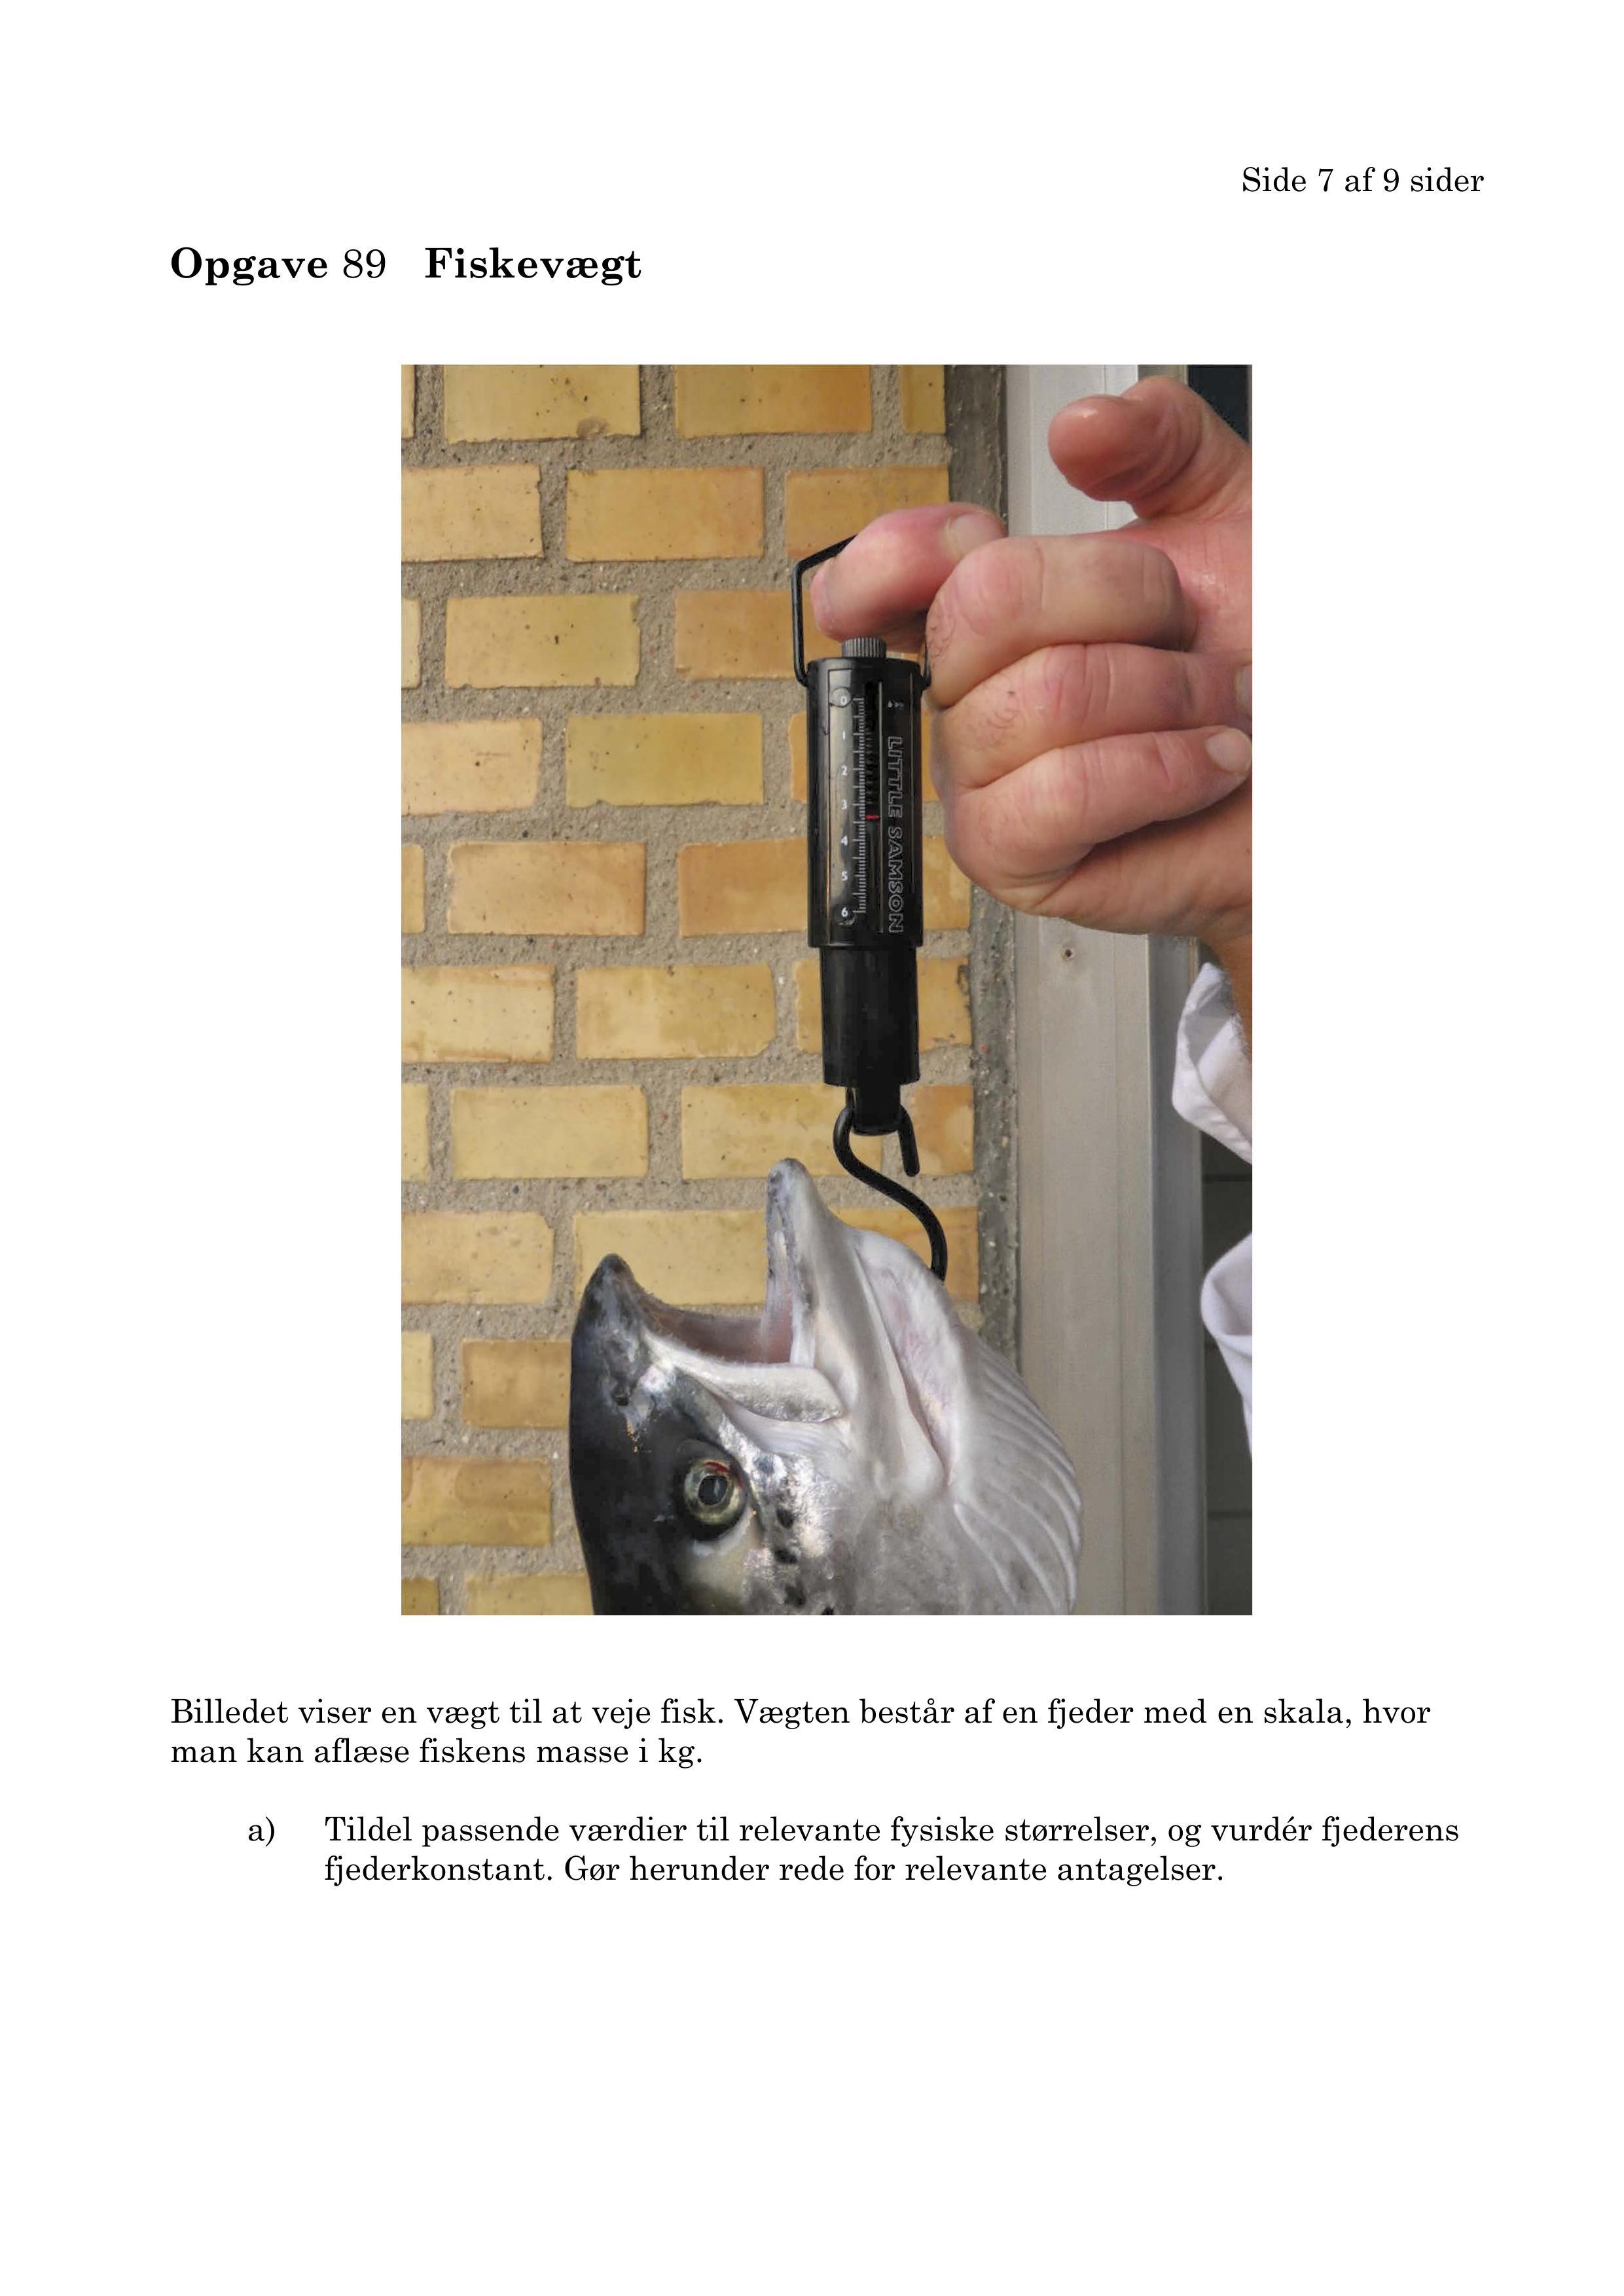 Side 7 af 9 sider
Opgave 89 Fiskevægt
0
1
2
3
4
5
6
LITTLE SAMSON
Billedet viser en vægt til at veje fisk. Vægten består af en fjeder med en skala, hvor
man kan aflæse fiskens masse i kg.
a) Tildel passende værdier til relevante fysiske størrelser, og vurdér fjederens
fjederkonstant. Gør herunder rede for relevante antagelser.